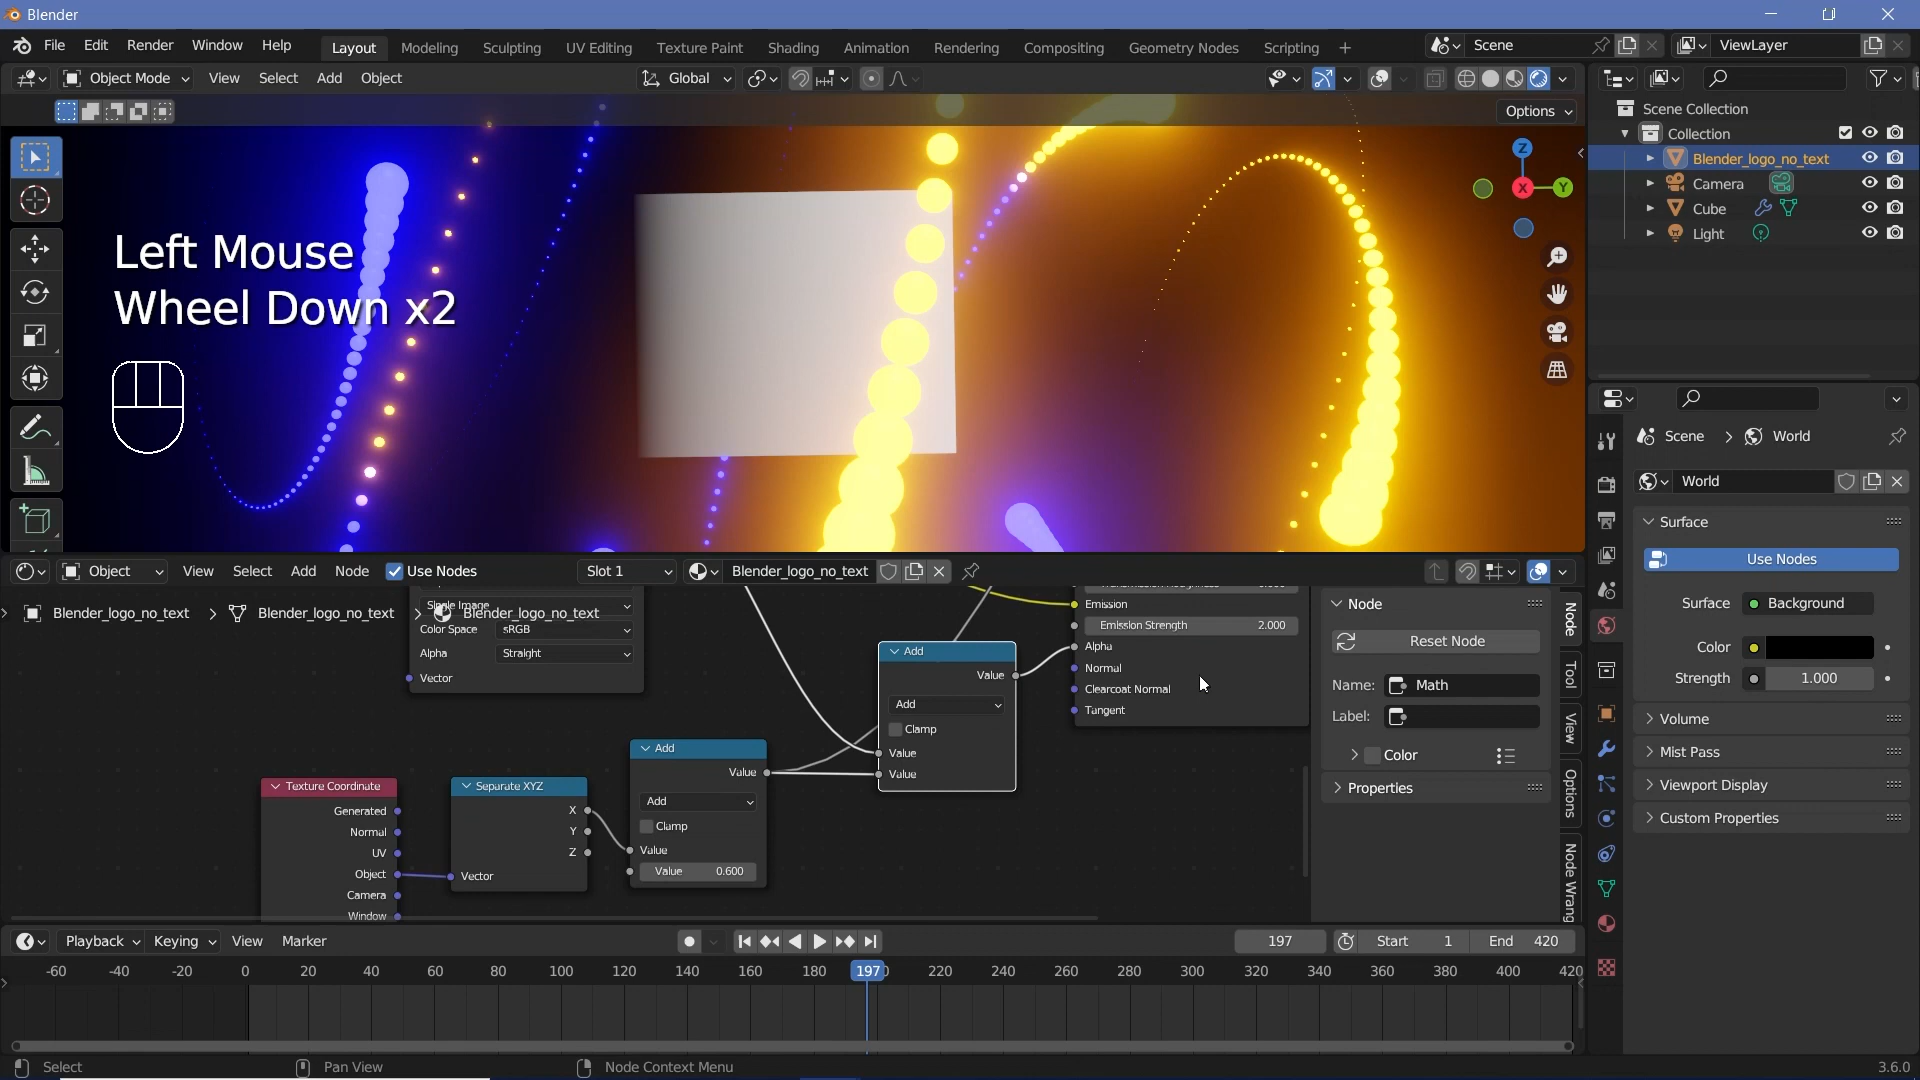 Blender
File Edit Render Window Help Layout Modeling Sculpting UV Editing Texture Paint Shading Animation Rendering Compositing Geometry Nodes Scripting + Scene ViewLayer
Object Mode View Select Add Object Global
Options
Scene Collection
Collection
Blender_logo_no_text
Camera
Cube
Light
Z
X
Y
Left Mouse
Wheel Down x2
Scene > World
World
Surface
Use Nodes
Surface Background
Color
Strength 1.000
Volume
Mist Pass
Viewport Display
Custom Properties
Object View Select Add Node Use Nodes Slot 1 Blender_logo_no_text
Blender_logo_no_text > Blender_logo_no_text > Blender_logo_no_text
Single Image
Color Space sRGB
Alpha Straight
Vector
Emission
Emission Strength 2.000
Alpha
Normal
Clearcoat Normal
Tangent
Add
Value
Add
Clamp
Value
Value
Add
Value
Add
Clamp
Value
Value 0.600
Texture Coordinate
Generated
Normal
UV
Object
Camera
Window
Separate XYZ
X
Y
Z
Vector
Node
Reset Node
Name: Math
Label:
Color
Properties
Node
Tool
View
Options
Node Wrang
Playback Keying View Marker 197 Start 1 End 420
-60 -40 -20 0 20 40 60 80 100 120 140 160 180 197 220 240 260 280 300 320 340 360 380 400 420
Select Pan View Node Context Menu 3.6.0